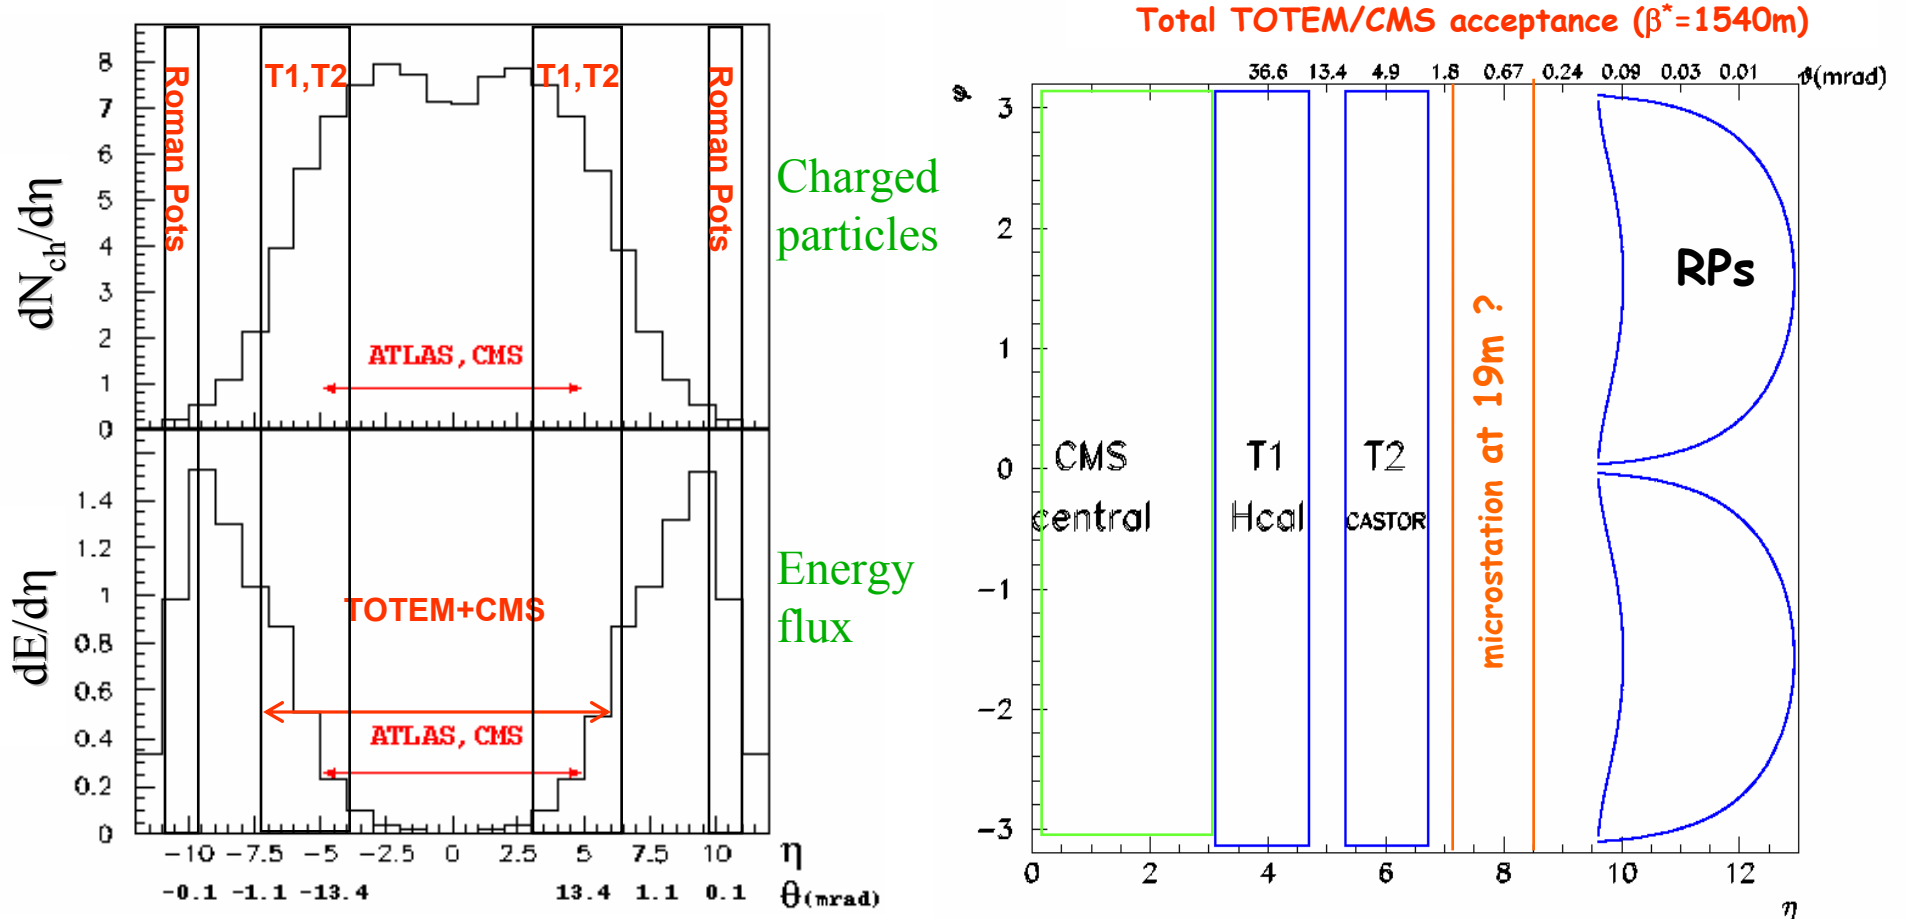 Total TOTEM/CMS acceptance (β*=1540m)
Roman Pots
T1,T2
T1,T2
Roman Pots
dN_ch/dη
8
7
6
5
4
3
2
1
0
ATLAS,CMS
Charged
particles
dE/dη
0
1.4
1.2
1
0.8
0.6
0.4
0.2
0
TOTEM+CMS
ATLAS,CMS
Energy
flux
-10 -7.5 -5 -2.5 0 2.5 5 7.5 10 η
-0.1 -1.1 -13.4 13.4 1.1 0.1 θ(mrad)
36.6 13.4 4.9 1.8 0.67 0.24 0.09 0.03 0.01 ϑ(mrad)
φ
3
2
1
0
-1
-2
-3
CMS
central
T1
Hcal
T2
CASTOR
microstation at 19m ?
RPs
0 2 4 6 8 10 12
η